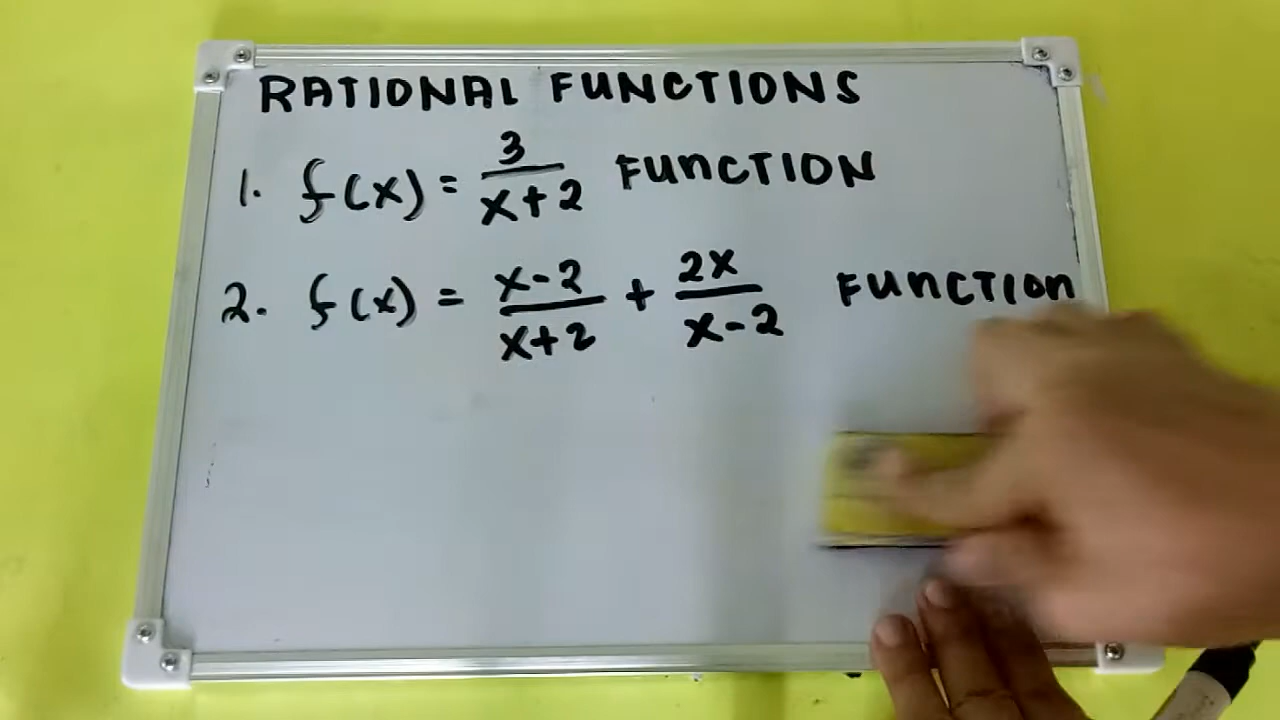 RATIONAL FUNCTIONS
1. f(x) = 3/(x+2) FUNCTION
2. f(x) = (x-2)/(x+2) + 2x/(x-2) FUNCTION